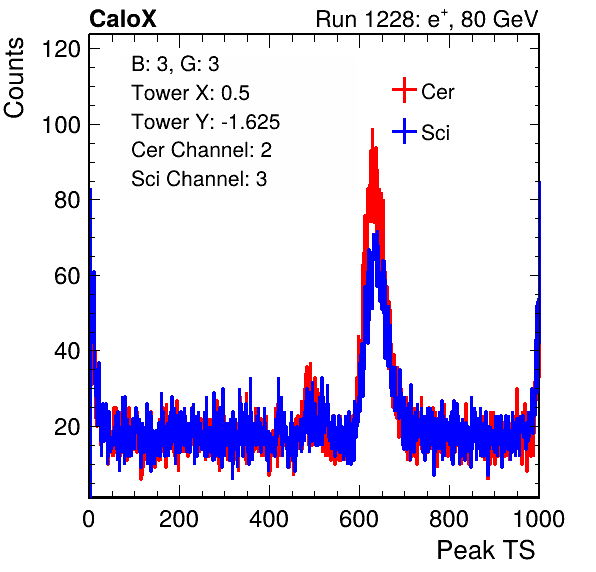 CaloX Run 1228: e⁺, 80 GeV
Counts
120
100
80
60
40
20
B: 3, G: 3
Tower X: 0.5
Tower Y: -1.625
Cer Channel: 2
Sci Channel: 3
Cer
Sci
0 200 400 600 800 1000
Peak TS